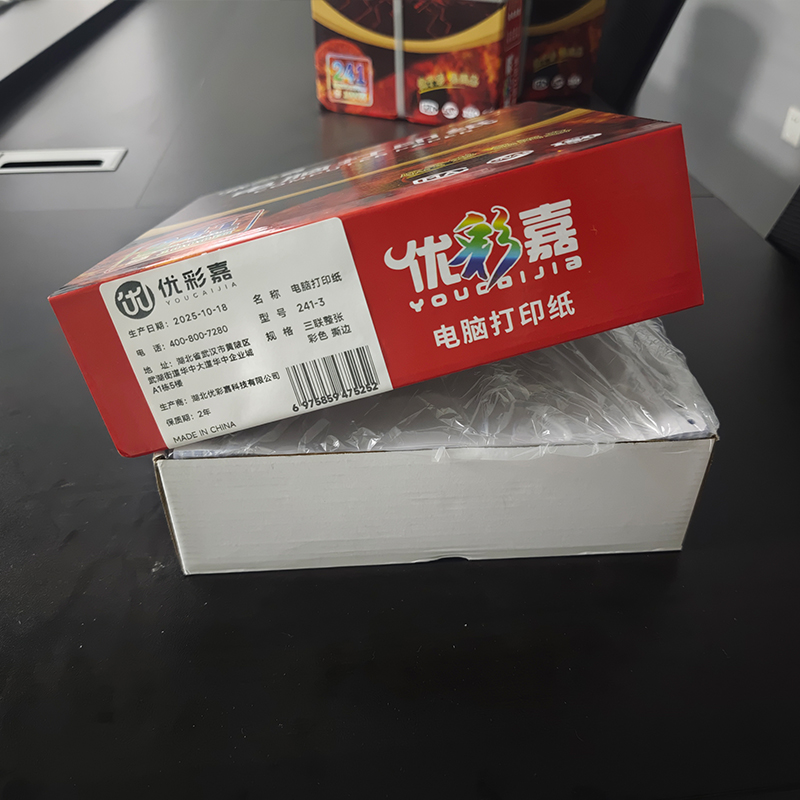 241
优彩嘉
YOUCAIJIA
电脑打印纸
优彩嘉
YOUCAIJIA
生产日期：2025-10-18
电 话：400-800-7280
地 址：湖北省武汉市黄陂区
武湖街道华中大道华中企业城
A1栋5楼
生产商：湖北优彩嘉科技有限公司
保质期：2年
MADE IN CHINA
名 称 电脑打印纸
型 号 241-3
规 格 三联整张
彩色 撕边
6 975859 475252